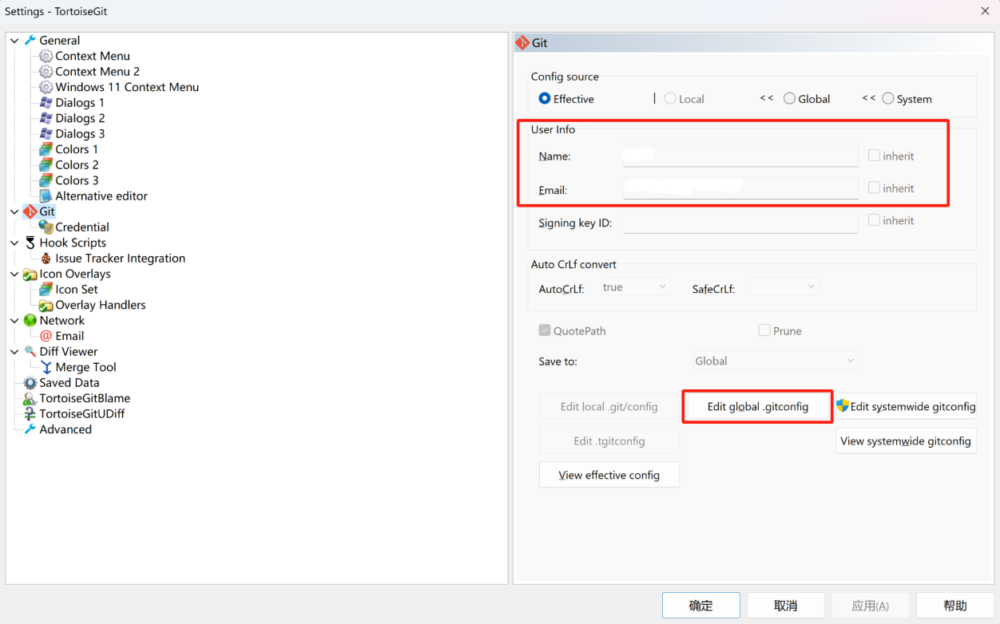 Settings - TortoiseGit
General
Context Menu
Context Menu 2
Windows 11 Context Menu
Dialogs 1
Dialogs 2
Dialogs 3
Colors 1
Colors 2
Colors 3
Alternative editor
Git
Credential
Hook Scripts
Issue Tracker Integration
Icon Overlays
Icon Set
Overlay Handlers
Network
Email
Diff Viewer
Merge Tool
Saved Data
TortoiseGitBlame
TortoiseGitUDiff
Advanced
Git
Config source
Effective | Local << Global << System
User Info
Name: inherit
Email: inherit
Signing key ID: inherit
Auto CrLf convert
AutoCrLf: true SafeCrLf:
QuotePath Prune
Save to: Global
Edit local .git/config Edit global .gitconfig Edit systemwide gitconfig
Edit .tgitconfig View systemwide gitconfig
View effective config
确定 取消 应用(A) 帮助